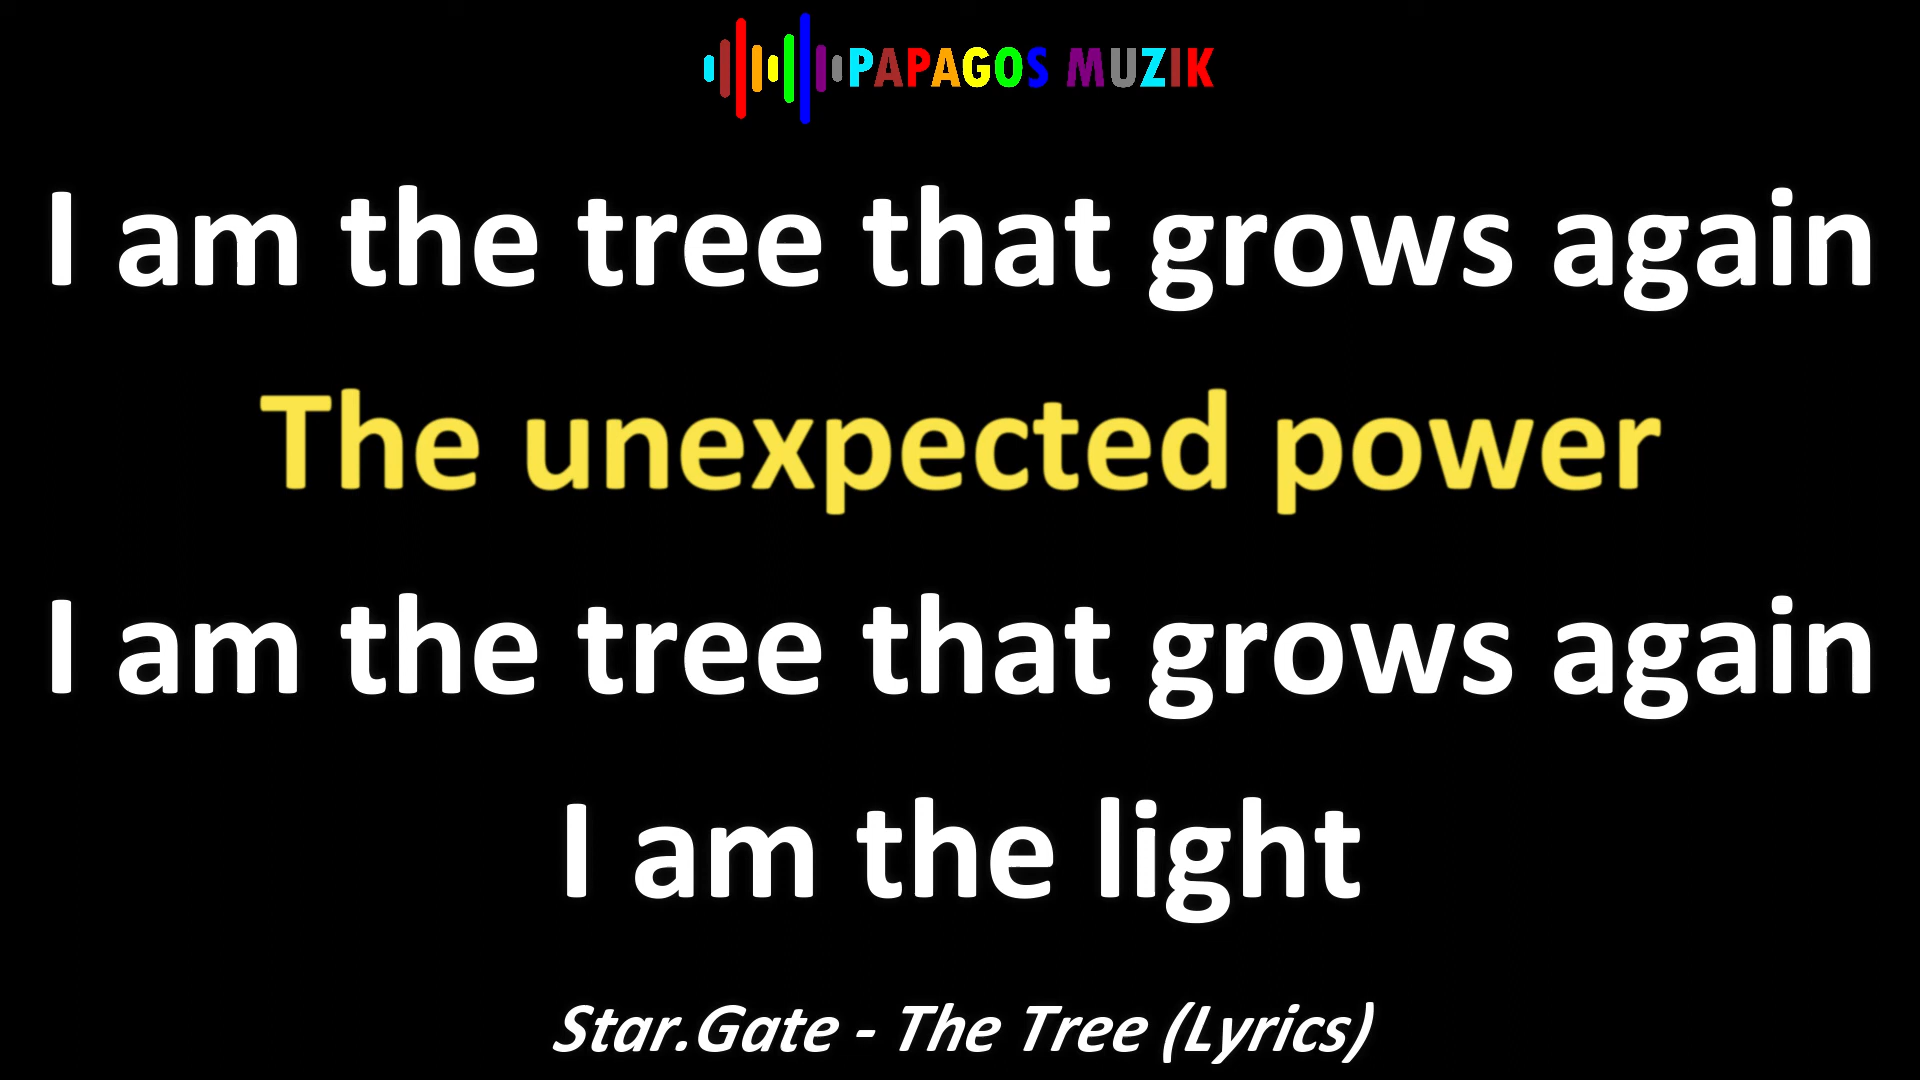 PAPAGOS MUZIK
I am the tree that grows again
The unexpected power
I am the tree that grows again
I am the light
Star.Gate - The Tree (Lyrics)